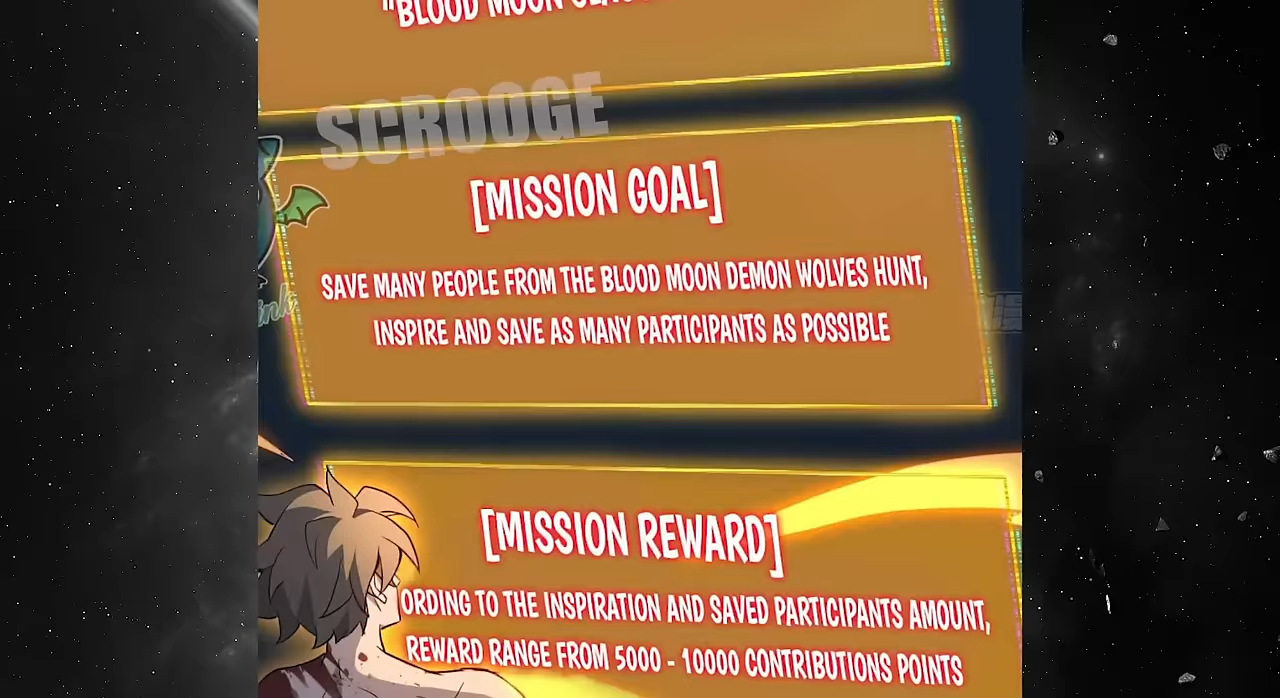 "BLOOD MOON
SCROOGE
[MISSION GOAL]
SAVE MANY PEOPLE FROM THE BLOOD MOON DEMON WOLVES HUNT,
INSPIRE AND SAVE AS MANY PARTICIPANTS AS POSSIBLE
[MISSION REWARD]
ORDING TO THE INSPIRATION AND SAVED PARTICIPANTS AMOUNT,
REWARD RANGE FROM 5000 - 10000 CONTRIBUTIONS POINTS